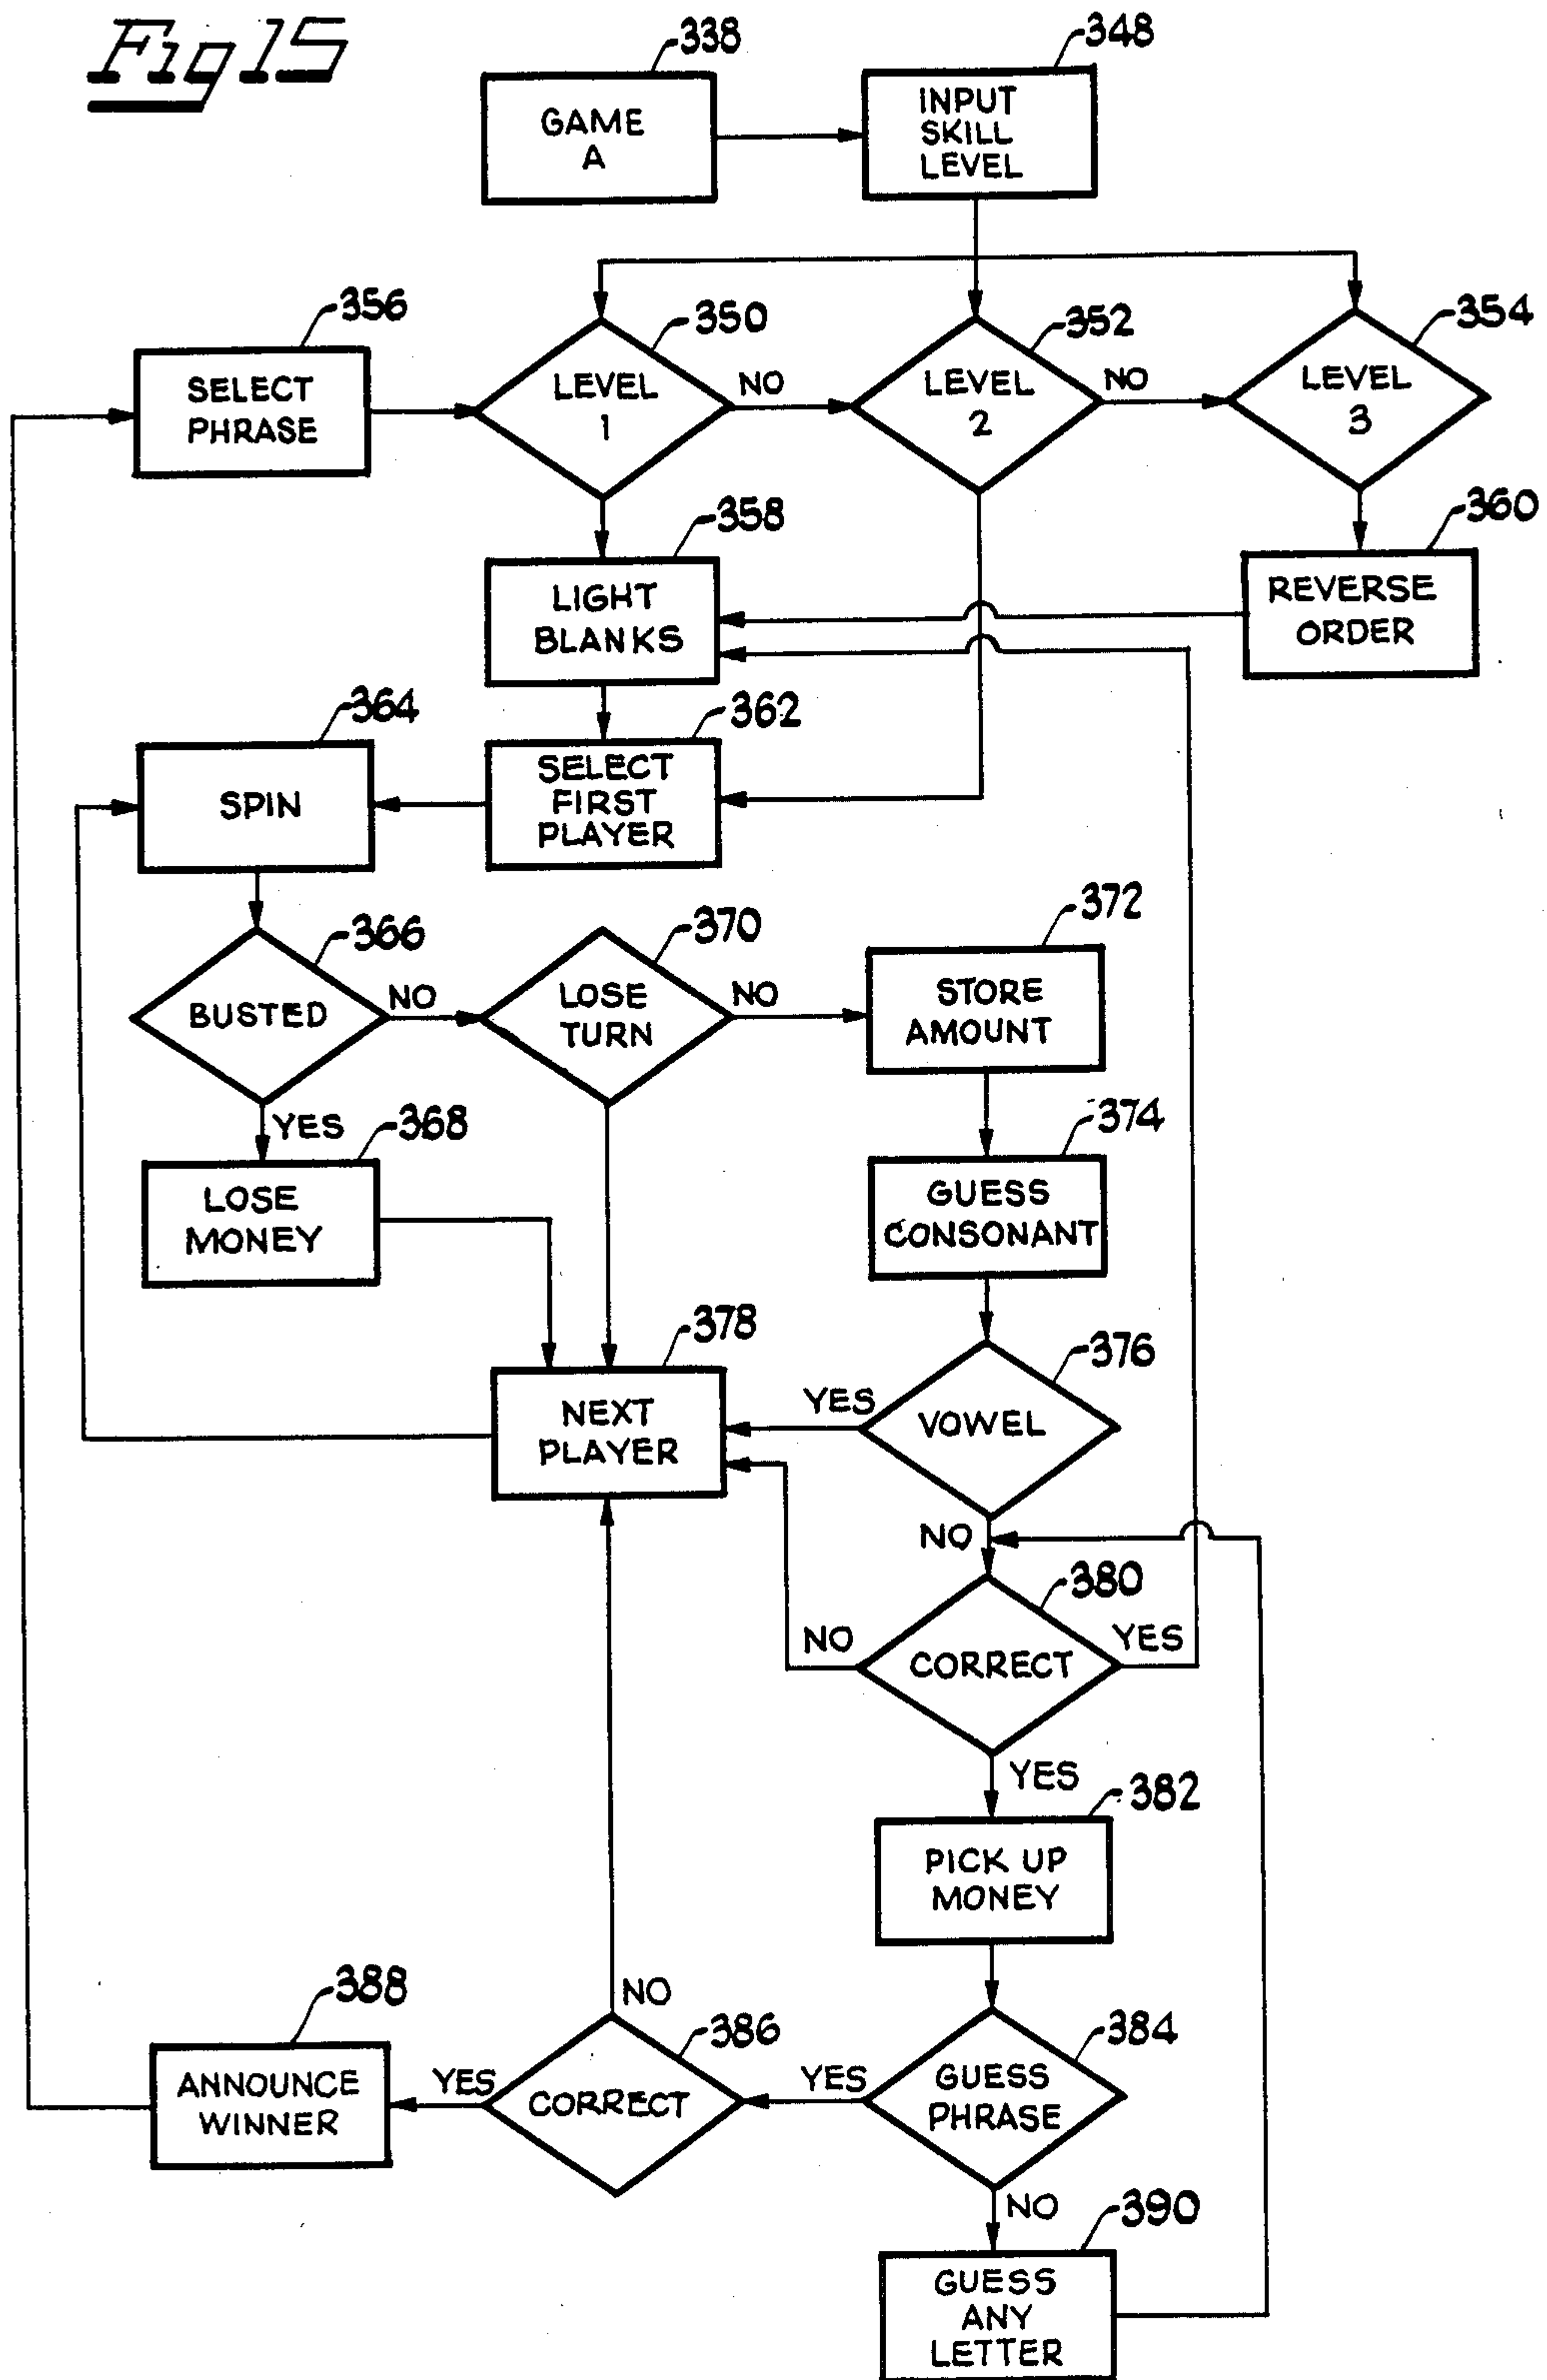 Fig 15
338
GAME
A
348
INPUT
SKILL
LEVEL
356
SELECT
PHRASE
350
LEVEL
1
NO
352
LEVEL
2
NO
354
LEVEL
3
358
LIGHT
BLANKS
360
REVERSE
ORDER
364
SPIN
362
SELECT
FIRST
PLAYER
366
BUSTED
NO
370
LOSE
TURN
NO
372
STORE
AMOUNT
YES
368
LOSE
MONEY
374
GUESS
CONSONANT
378
NEXT
PLAYER
YES
376
VOWEL
NO
380
NO
CORRECT
YES
YES
382
PICK UP
MONEY
388
ANNOUNCE
WINNER
YES
NO
386
CORRECT
YES
384
GUESS
PHRASE
NO
390
GUESS
ANY
LETTER